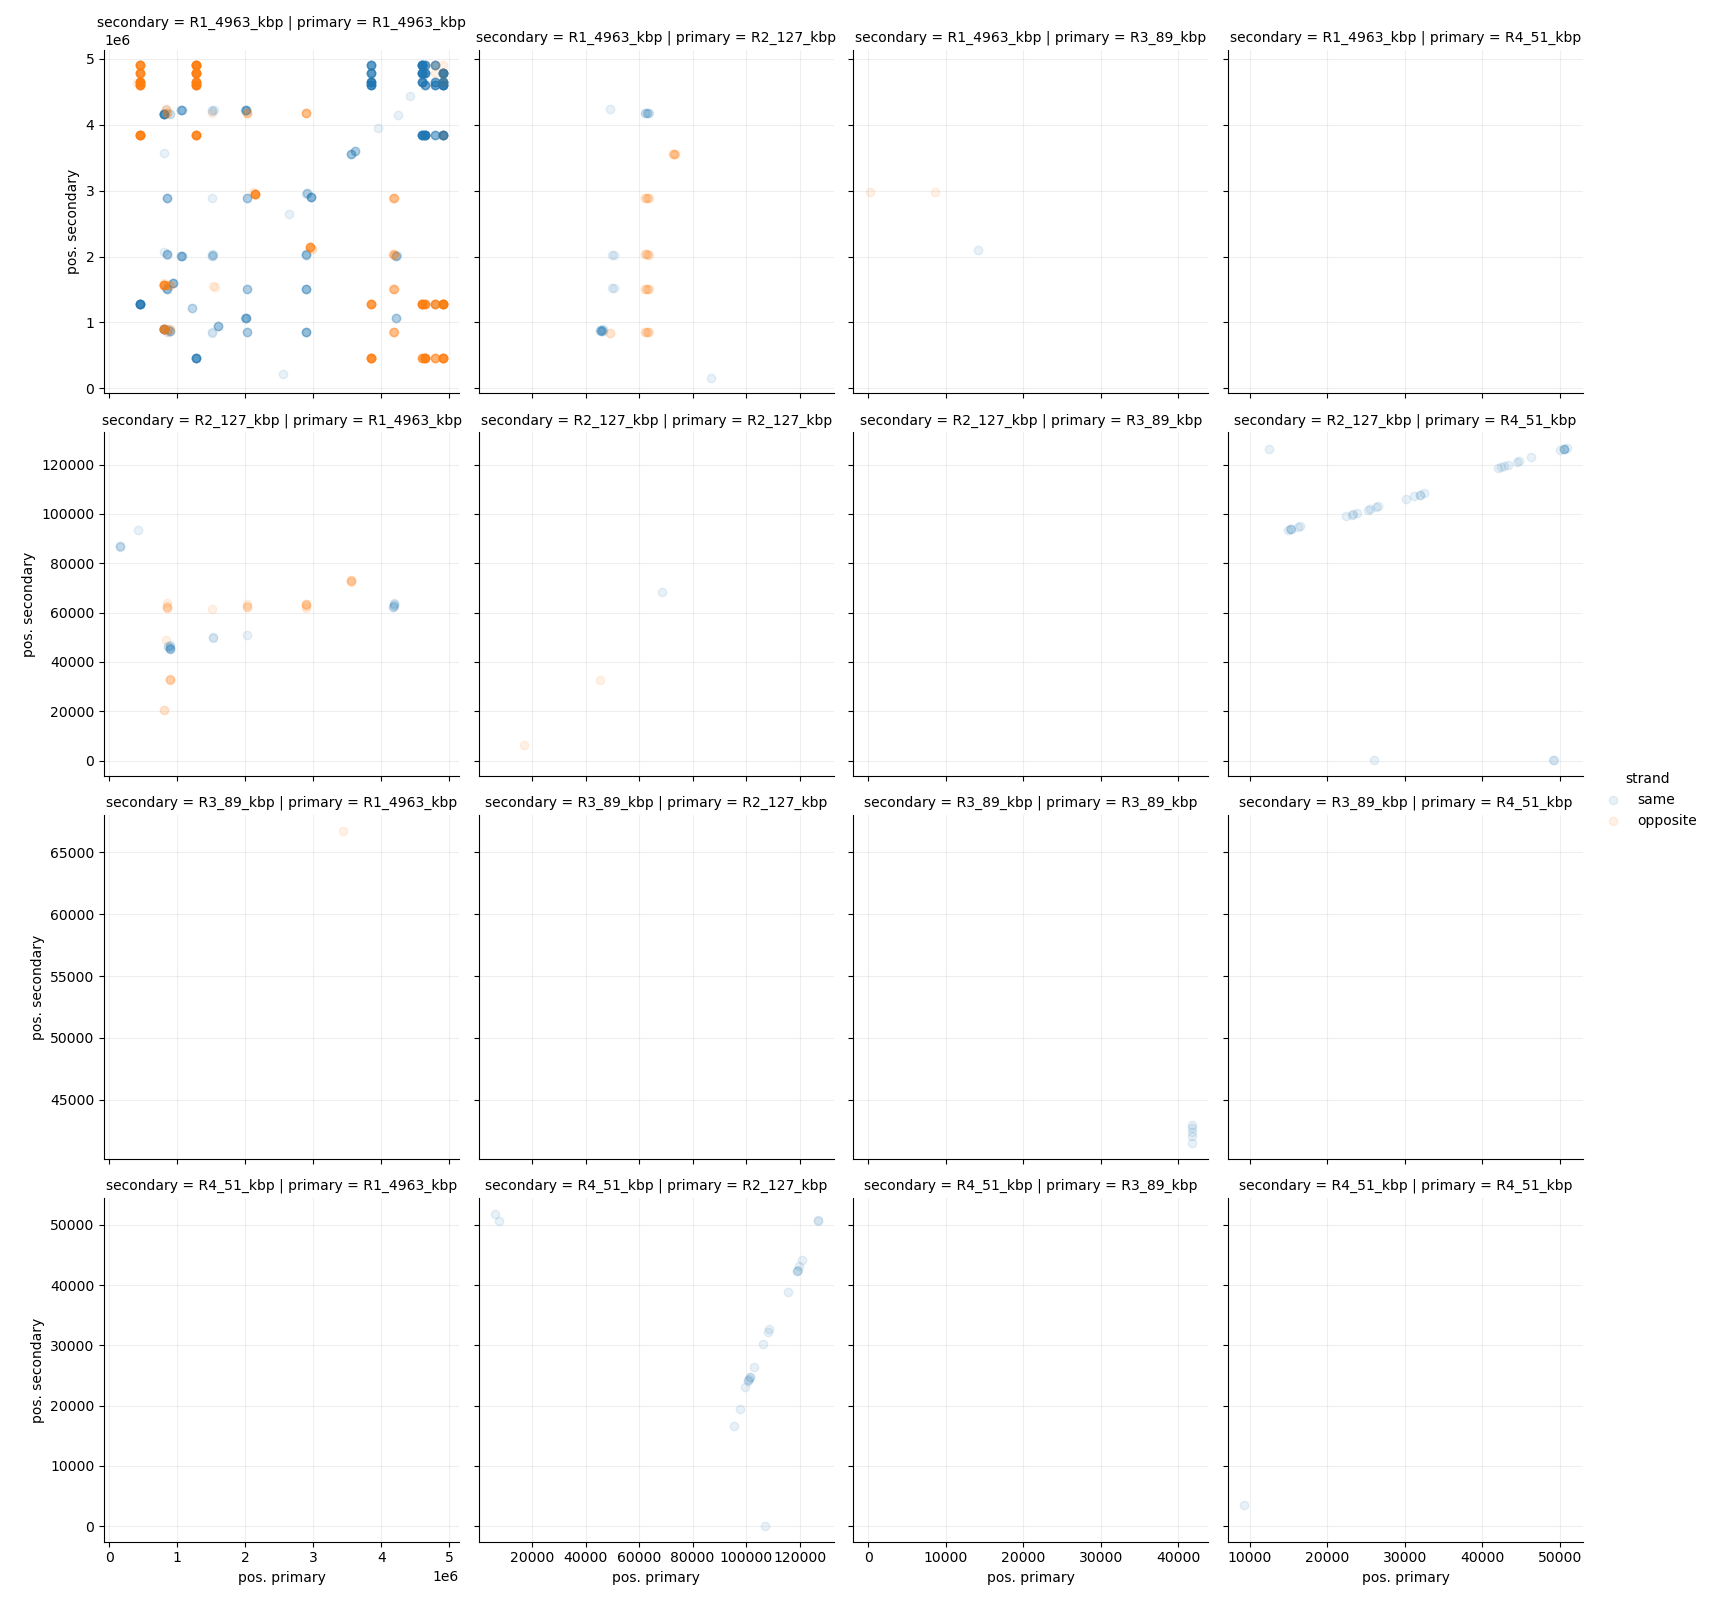 secondary = R1_4963_kbp | primary = R1_4963_kbp
secondary = R1_4963_kbp | primary = R2_127_kbp
secondary = R1_4963_kbp | primary = R3_89_kbp
secondary = R1_4963_kbp | primary = R4_51_kbp
1e6
5
4
3
2
1
0
pos. secondary
secondary = R2_127_kbp | primary = R1_4963_kbp
secondary = R2_127_kbp | primary = R2_127_kbp
secondary = R2_127_kbp | primary = R3_89_kbp
secondary = R2_127_kbp | primary = R4_51_kbp
120000
100000
80000
60000
40000
20000
0
pos. secondary
strand
same
opposite
secondary = R3_89_kbp | primary = R1_4963_kbp
secondary = R3_89_kbp | primary = R2_127_kbp
secondary = R3_89_kbp | primary = R3_89_kbp
secondary = R3_89_kbp | primary = R4_51_kbp
65000
60000
55000
50000
45000
pos. secondary
secondary = R4_51_kbp | primary = R1_4963_kbp
secondary = R4_51_kbp | primary = R2_127_kbp
secondary = R4_51_kbp | primary = R3_89_kbp
secondary = R4_51_kbp | primary = R4_51_kbp
50000
40000
30000
20000
10000
0
pos. secondary
0 1 2 3 4 5
1e6
pos. primary
20000 40000 60000 80000 100000 120000
pos. primary
0 10000 20000 30000 40000
pos. primary
10000 20000 30000 40000 50000
pos. primary